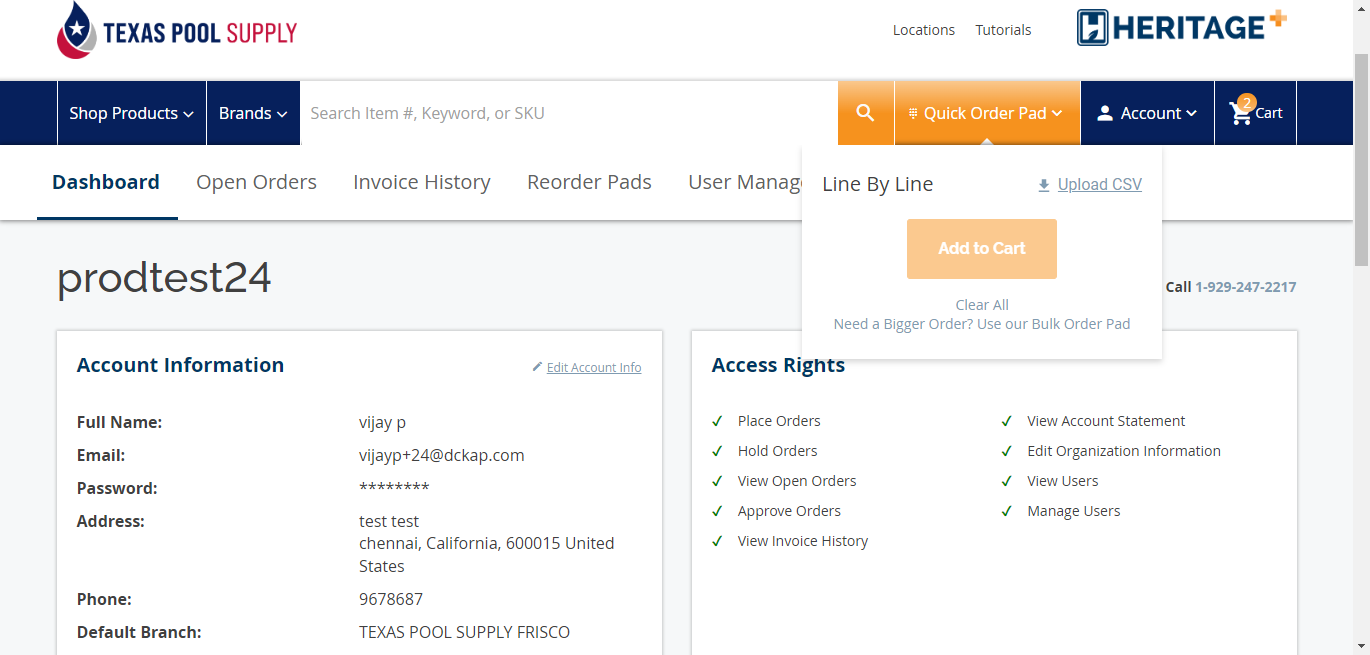 TEXAS POOL SUPPLY
Locations
Tutorials
HERITAGE+
Shop Products
Brands
Search Item #, Keyword, or SKU
Quick Order Pad
Account
2
Cart
Dashboard
Open Orders
Invoice History
Reorder Pads
User Manag
Line By Line
Upload CSV
Add to Cart
Clear All
Need a Bigger Order? Use our Bulk Order Pad
prodtest24
Call 1-929-247-2217
Account Information
Edit Account Info
Full Name:
vijay p
Email:
vijayp+24@dckap.com
Password:
********
Address:
test test
chennai, California, 600015 United
States
Phone:
9678687
Default Branch:
TEXAS POOL SUPPLY FRISCO
Access Rights
Place Orders
Hold Orders
View Open Orders
Approve Orders
View Invoice History
View Account Statement
Edit Organization Information
View Users
Manage Users